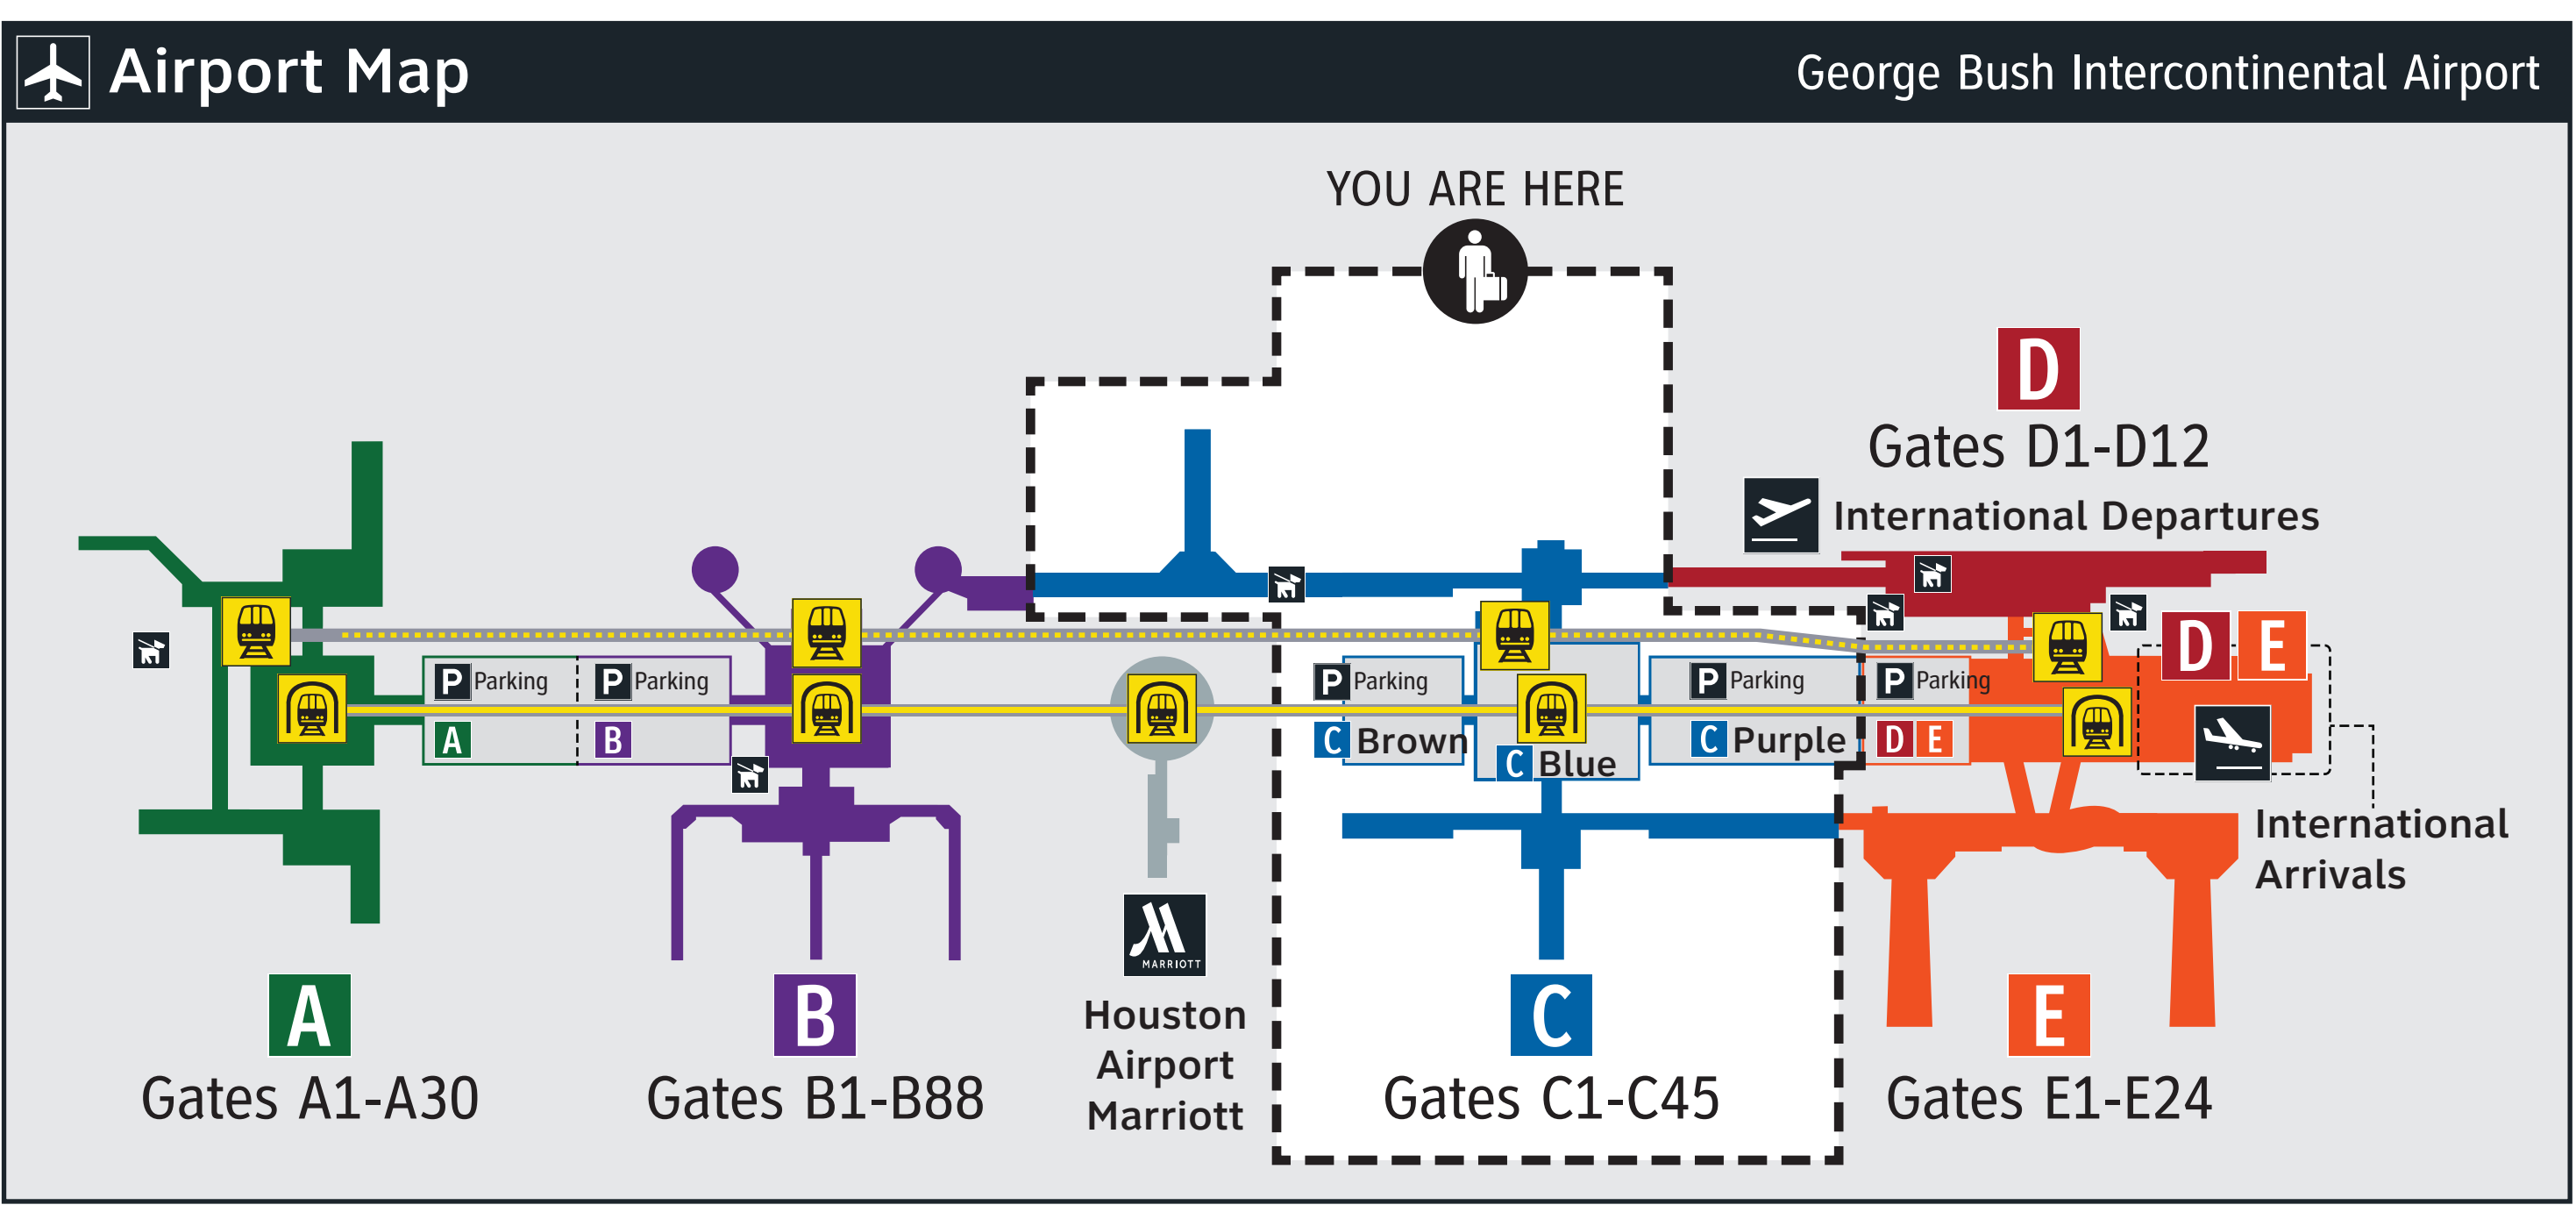 Airport Map
George Bush Intercontinental Airport
YOU ARE HERE
D
Gates D1-D12
International Departures
D E
P Parking
P Parking
P Parking
P Parking
P Parking
A
B
C Brown
C Blue
C Purple
D E
International
Arrivals
MARRIOTT
Houston
Airport
Marriott
A
Gates A1-A30
B
Gates B1-B88
C
Gates C1-C45
E
Gates E1-E24